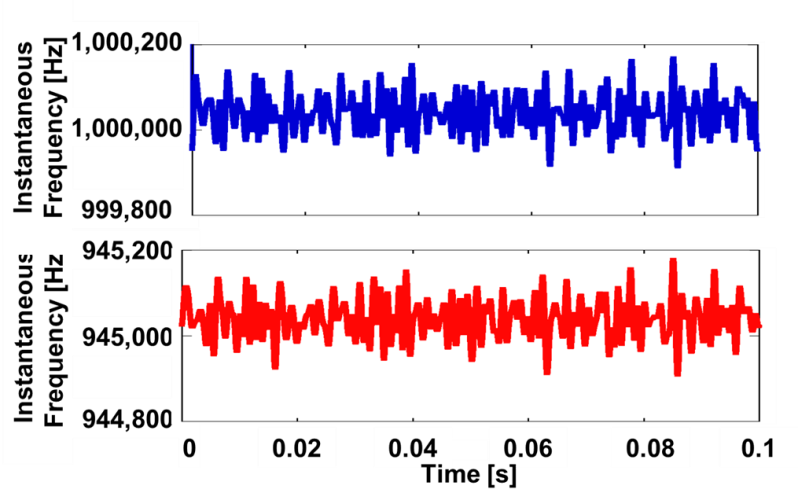 Instantaneous
Frequency [Hz]
1,000,200
1,000,000
999,800
Instantaneous
Frequency [Hz
945,200
945,000
944,800
0 0.02 0.04 0.06 0.08 0.1
Time [s]